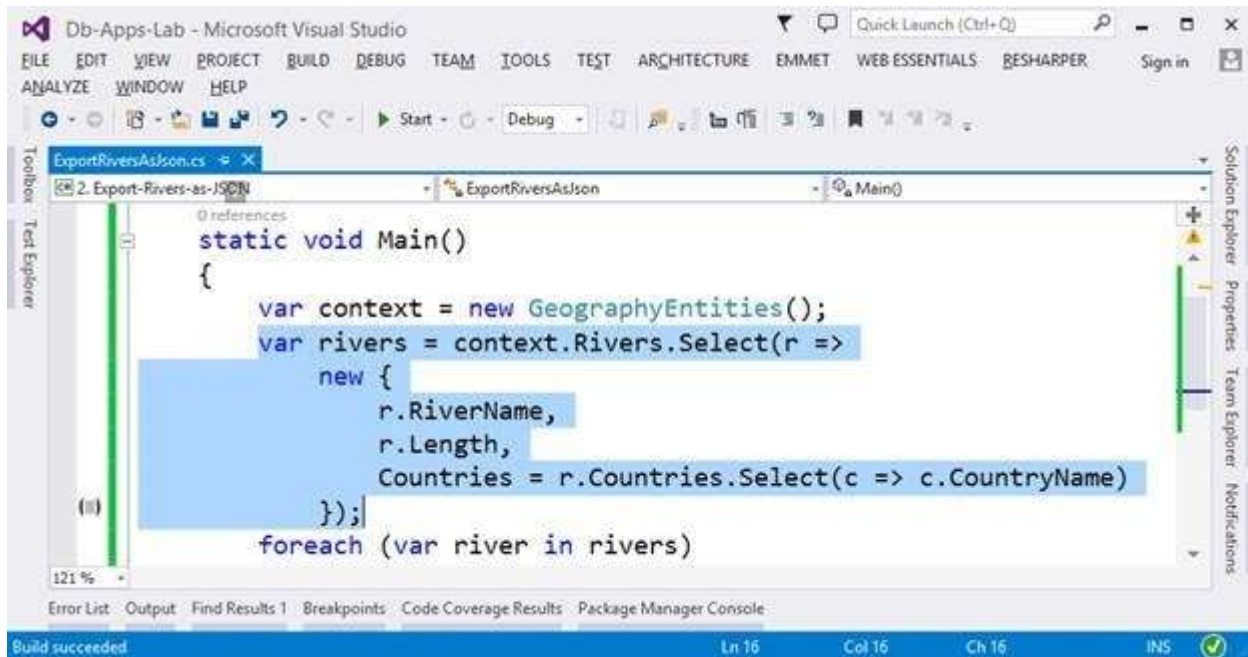 Db-Apps-Lab - Microsoft Visual Studio
Quick Launch (Ctrl+Q)
FILE EDIT VIEW PROJECT BUILD DEBUG TEAM TOOLS TEST ARCHITECTURE EMMET WEB ESSENTIALS RESHARPER Sign in
ANALYZE WINDOW HELP
Start Debug
Toolbox
Test Explorer
ExportRiversAsJson.cs
2. Export-Rivers-as-JSON ExportRiversAsJson Main()
0 references
static void Main()
{
var context = new GeographyEntities();
var rivers = context.Rivers.Select(r =>
new {
r.RiverName,
r.Length,
Countries = r.Countries.Select(c => c.CountryName)
});
foreach (var river in rivers)
121 %
Solution Explorer
Properties
Team Explorer
Notifications
Error List Output Find Results 1 Breakpoints Code Coverage Results Package Manager Console
Build succeeded Ln 16 Col 16 Ch 16 INS